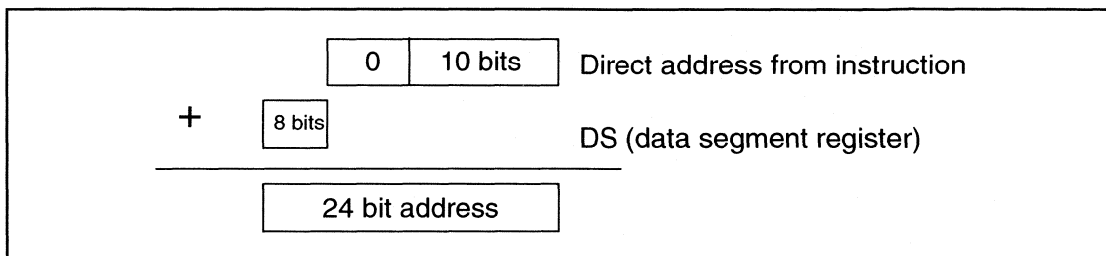 0 10 bits Direct address from instruction
+ 8 bits DS (data segment register)
24 bit address